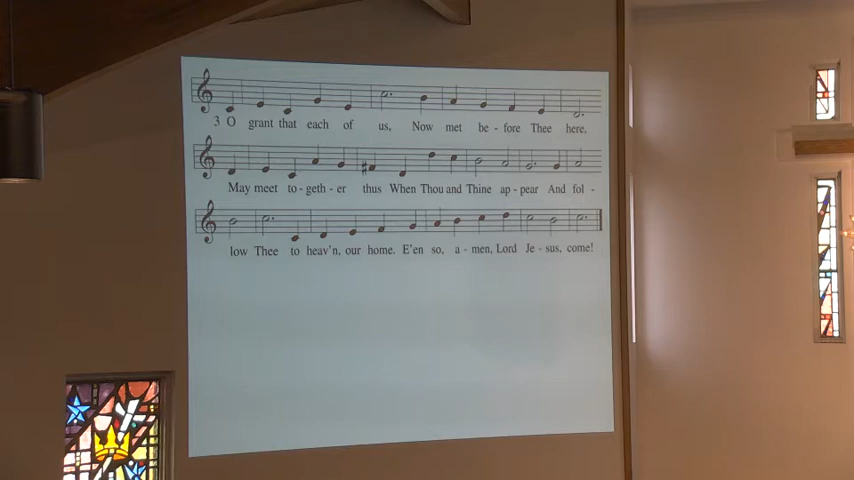 3 O grant that each of us, Now met be - fore Thee here,
May meet to - geth - er thus When Thou and Thine ap - pear And fol -
low Thee to heav'n, our home. E'en so, a - men, Lord Je - sus, come!